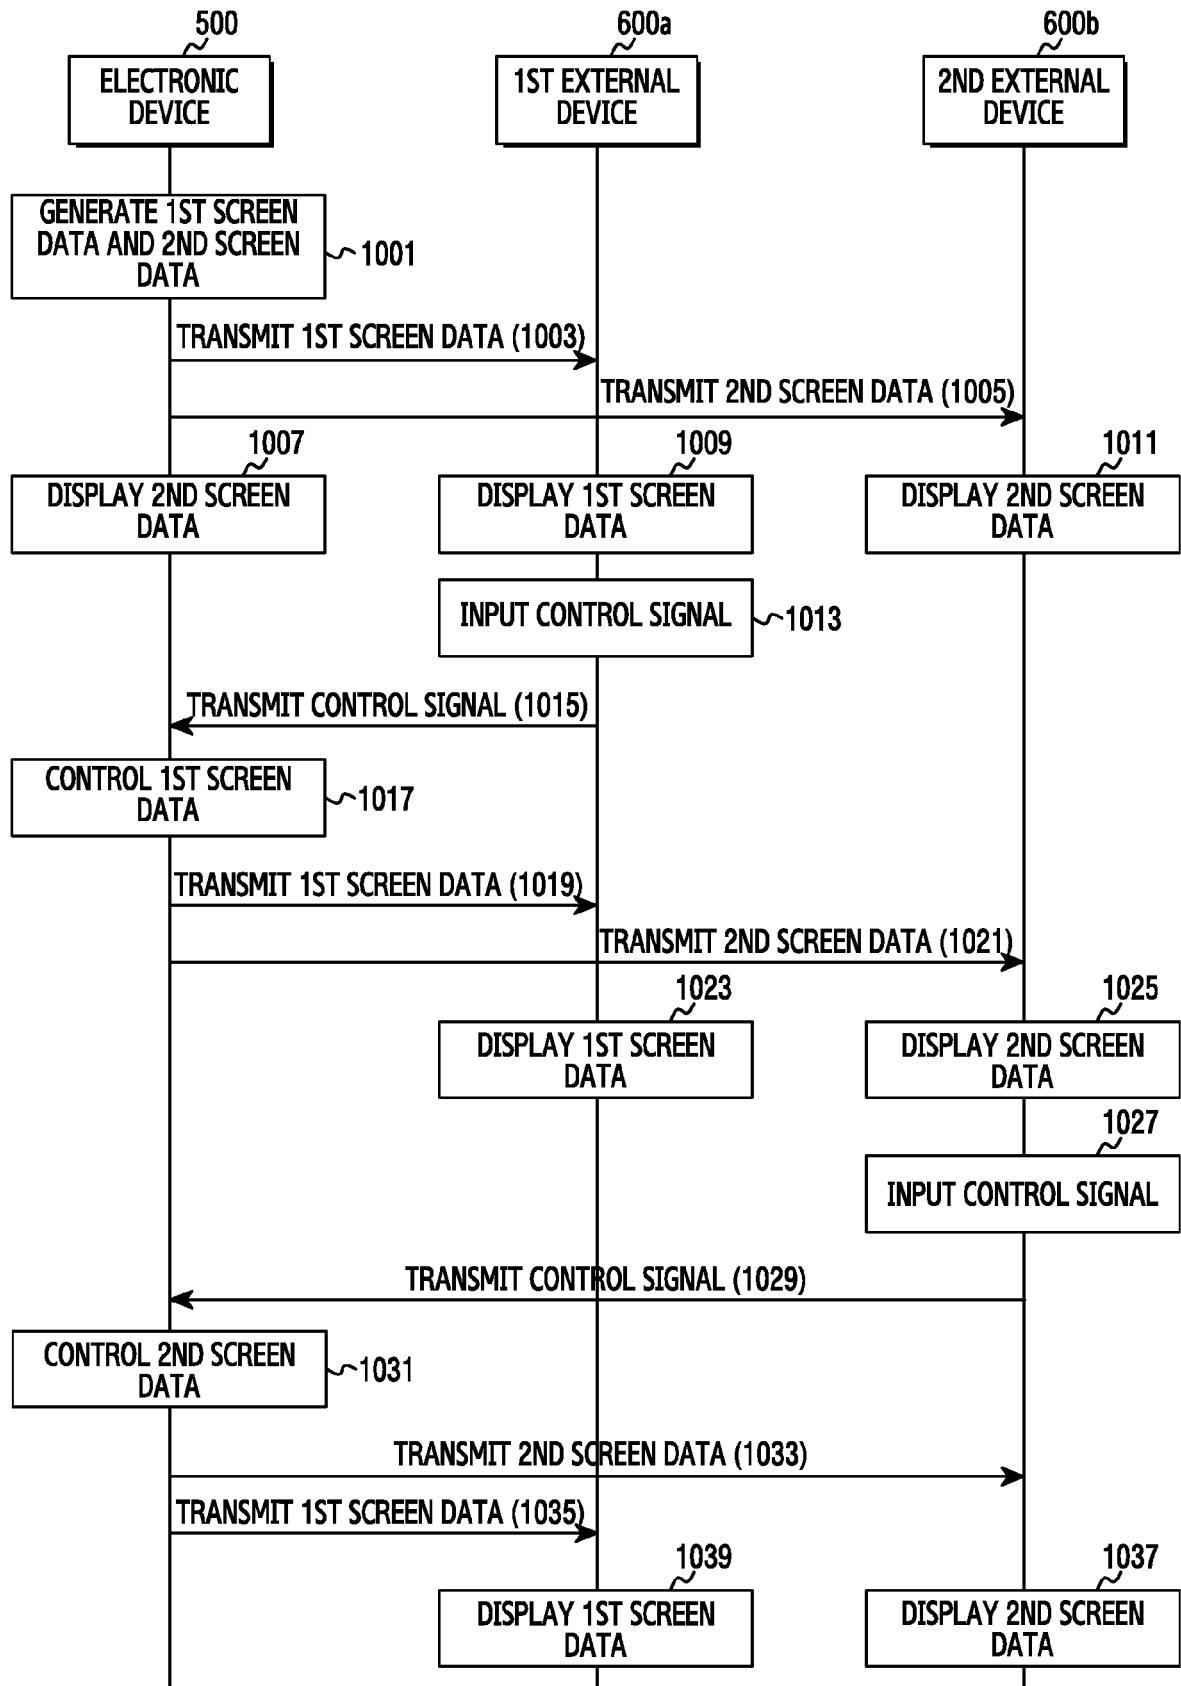 500
600a
600b
ELECTRONIC
DEVICE
1ST EXTERNAL
DEVICE
2ND EXTERNAL
DEVICE
GENERATE 1ST SCREEN
DATA AND 2ND SCREEN
DATA
1001
TRANSMIT 1ST SCREEN DATA (1003)
TRANSMIT 2ND SCREEN DATA (1005)
1007
1009
1011
DISPLAY 2ND SCREEN
DATA
DISPLAY 1ST SCREEN
DATA
DISPLAY 2ND SCREEN
DATA
INPUT CONTROL SIGNAL
1013
TRANSMIT CONTROL SIGNAL (1015)
CONTROL 1ST SCREEN
DATA
1017
TRANSMIT 1ST SCREEN DATA (1019)
TRANSMIT 2ND SCREEN DATA (1021)
1023
1025
DISPLAY 1ST SCREEN
DATA
DISPLAY 2ND SCREEN
DATA
1027
INPUT CONTROL SIGNAL
TRANSMIT CONTROL SIGNAL (1029)
CONTROL 2ND SCREEN
DATA
1031
TRANSMIT 2ND SCREEN DATA (1033)
TRANSMIT 1ST SCREEN DATA (1035)
1039
1037
DISPLAY 1ST SCREEN
DATA
DISPLAY 2ND SCREEN
DATA